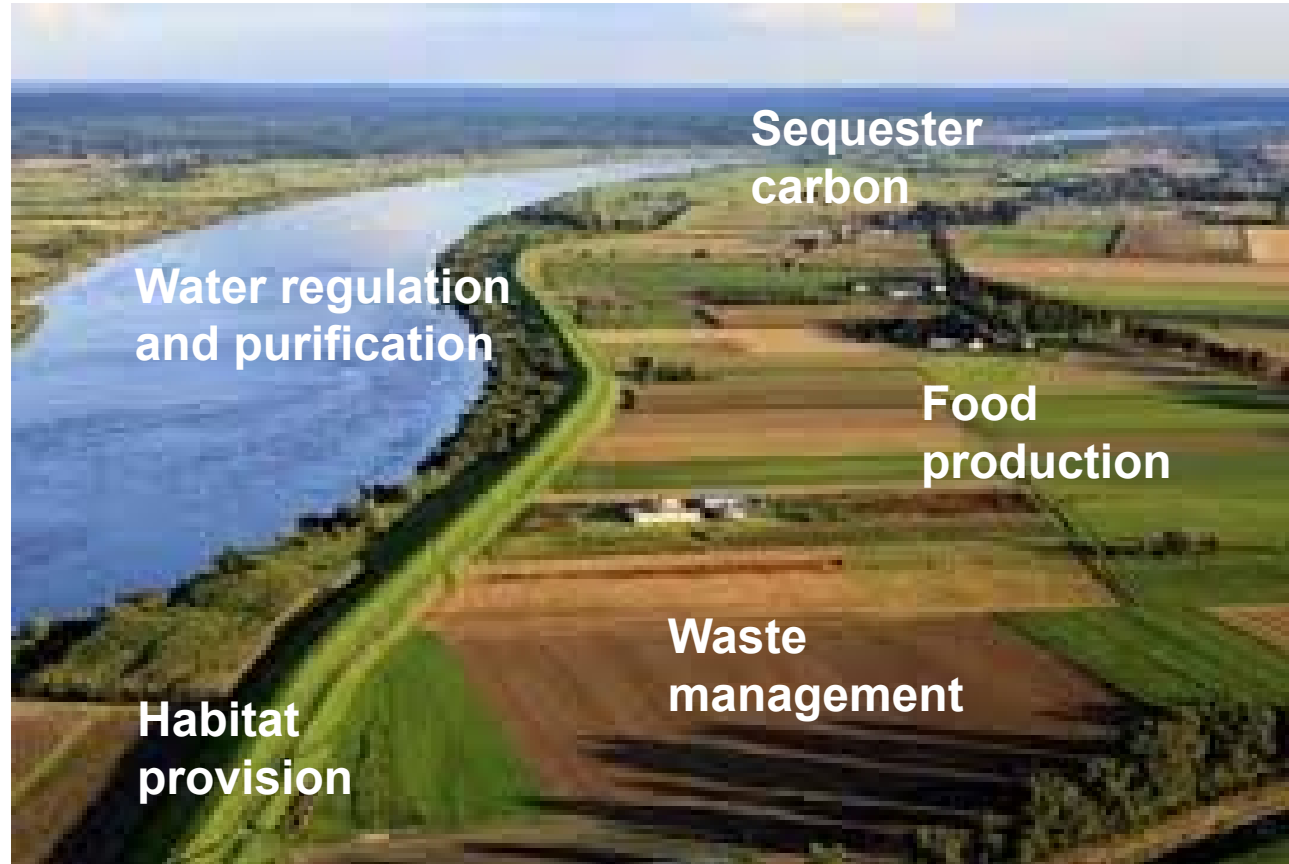 Sequester
carbon
Water regulation
and purification
Food
production
Waste
management
Habitat
provision